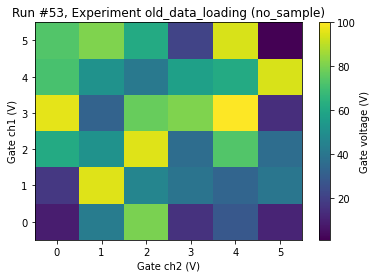 Run #53, Experiment old_data_loading (no_sample)
5
4
3
2
1
0
Gate ch1 (V)
0 1 2 3 4 5
Gate ch2 (V)
100
80
60
40
20
Gate voltage (V)